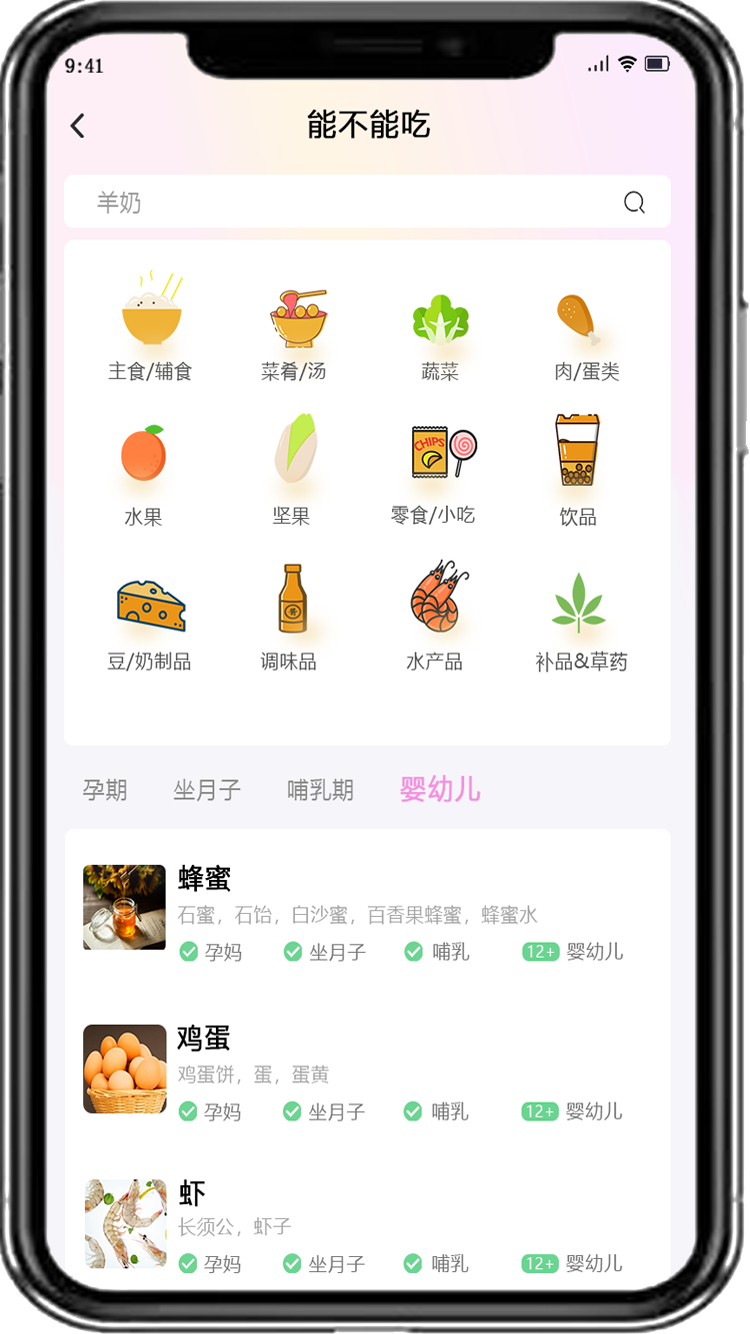 9:41
能不能吃
羊奶
主食/辅食 菜肴/汤 蔬菜 肉/蛋类
CHIPS
水果 坚果 零食/小吃 饮品
酱
豆/奶制品 调味品 水产品 补品&草药
孕期 坐月子 哺乳期 婴幼儿
蜂蜜
石蜜，石饴，白沙蜜，百香果蜂蜜，蜂蜜水
孕妈 坐月子 哺乳 12+ 婴幼儿
鸡蛋
鸡蛋饼，蛋，蛋黄
孕妈 坐月子 哺乳 12+ 婴幼儿
虾
长须公，虾子
孕妈 坐月子 哺乳 12+ 婴幼儿